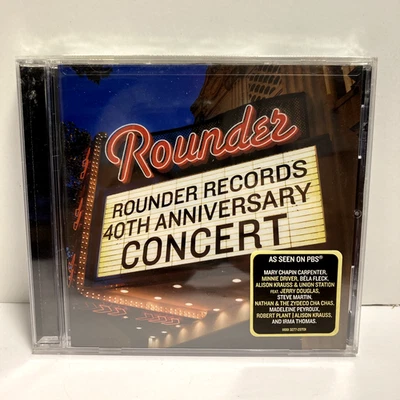 Rounder
ROUNDER RECORDS
40TH ANNIVERSARY
CONCERT
AS SEEN ON PBS®
MARY CHAPIN CARPENTER,
MINNIE DRIVER, BÉLA FLECK,
ALISON KRAUSS & UNION STATION
FEAT. JERRY DOUGLAS,
STEVE MARTIN,
NATHAN & THE ZYDECO CHA CHAS,
MADELEINE PEYROUX,
ROBERT PLANT | ALISON KRAUSS,
AND IRMA THOMAS.